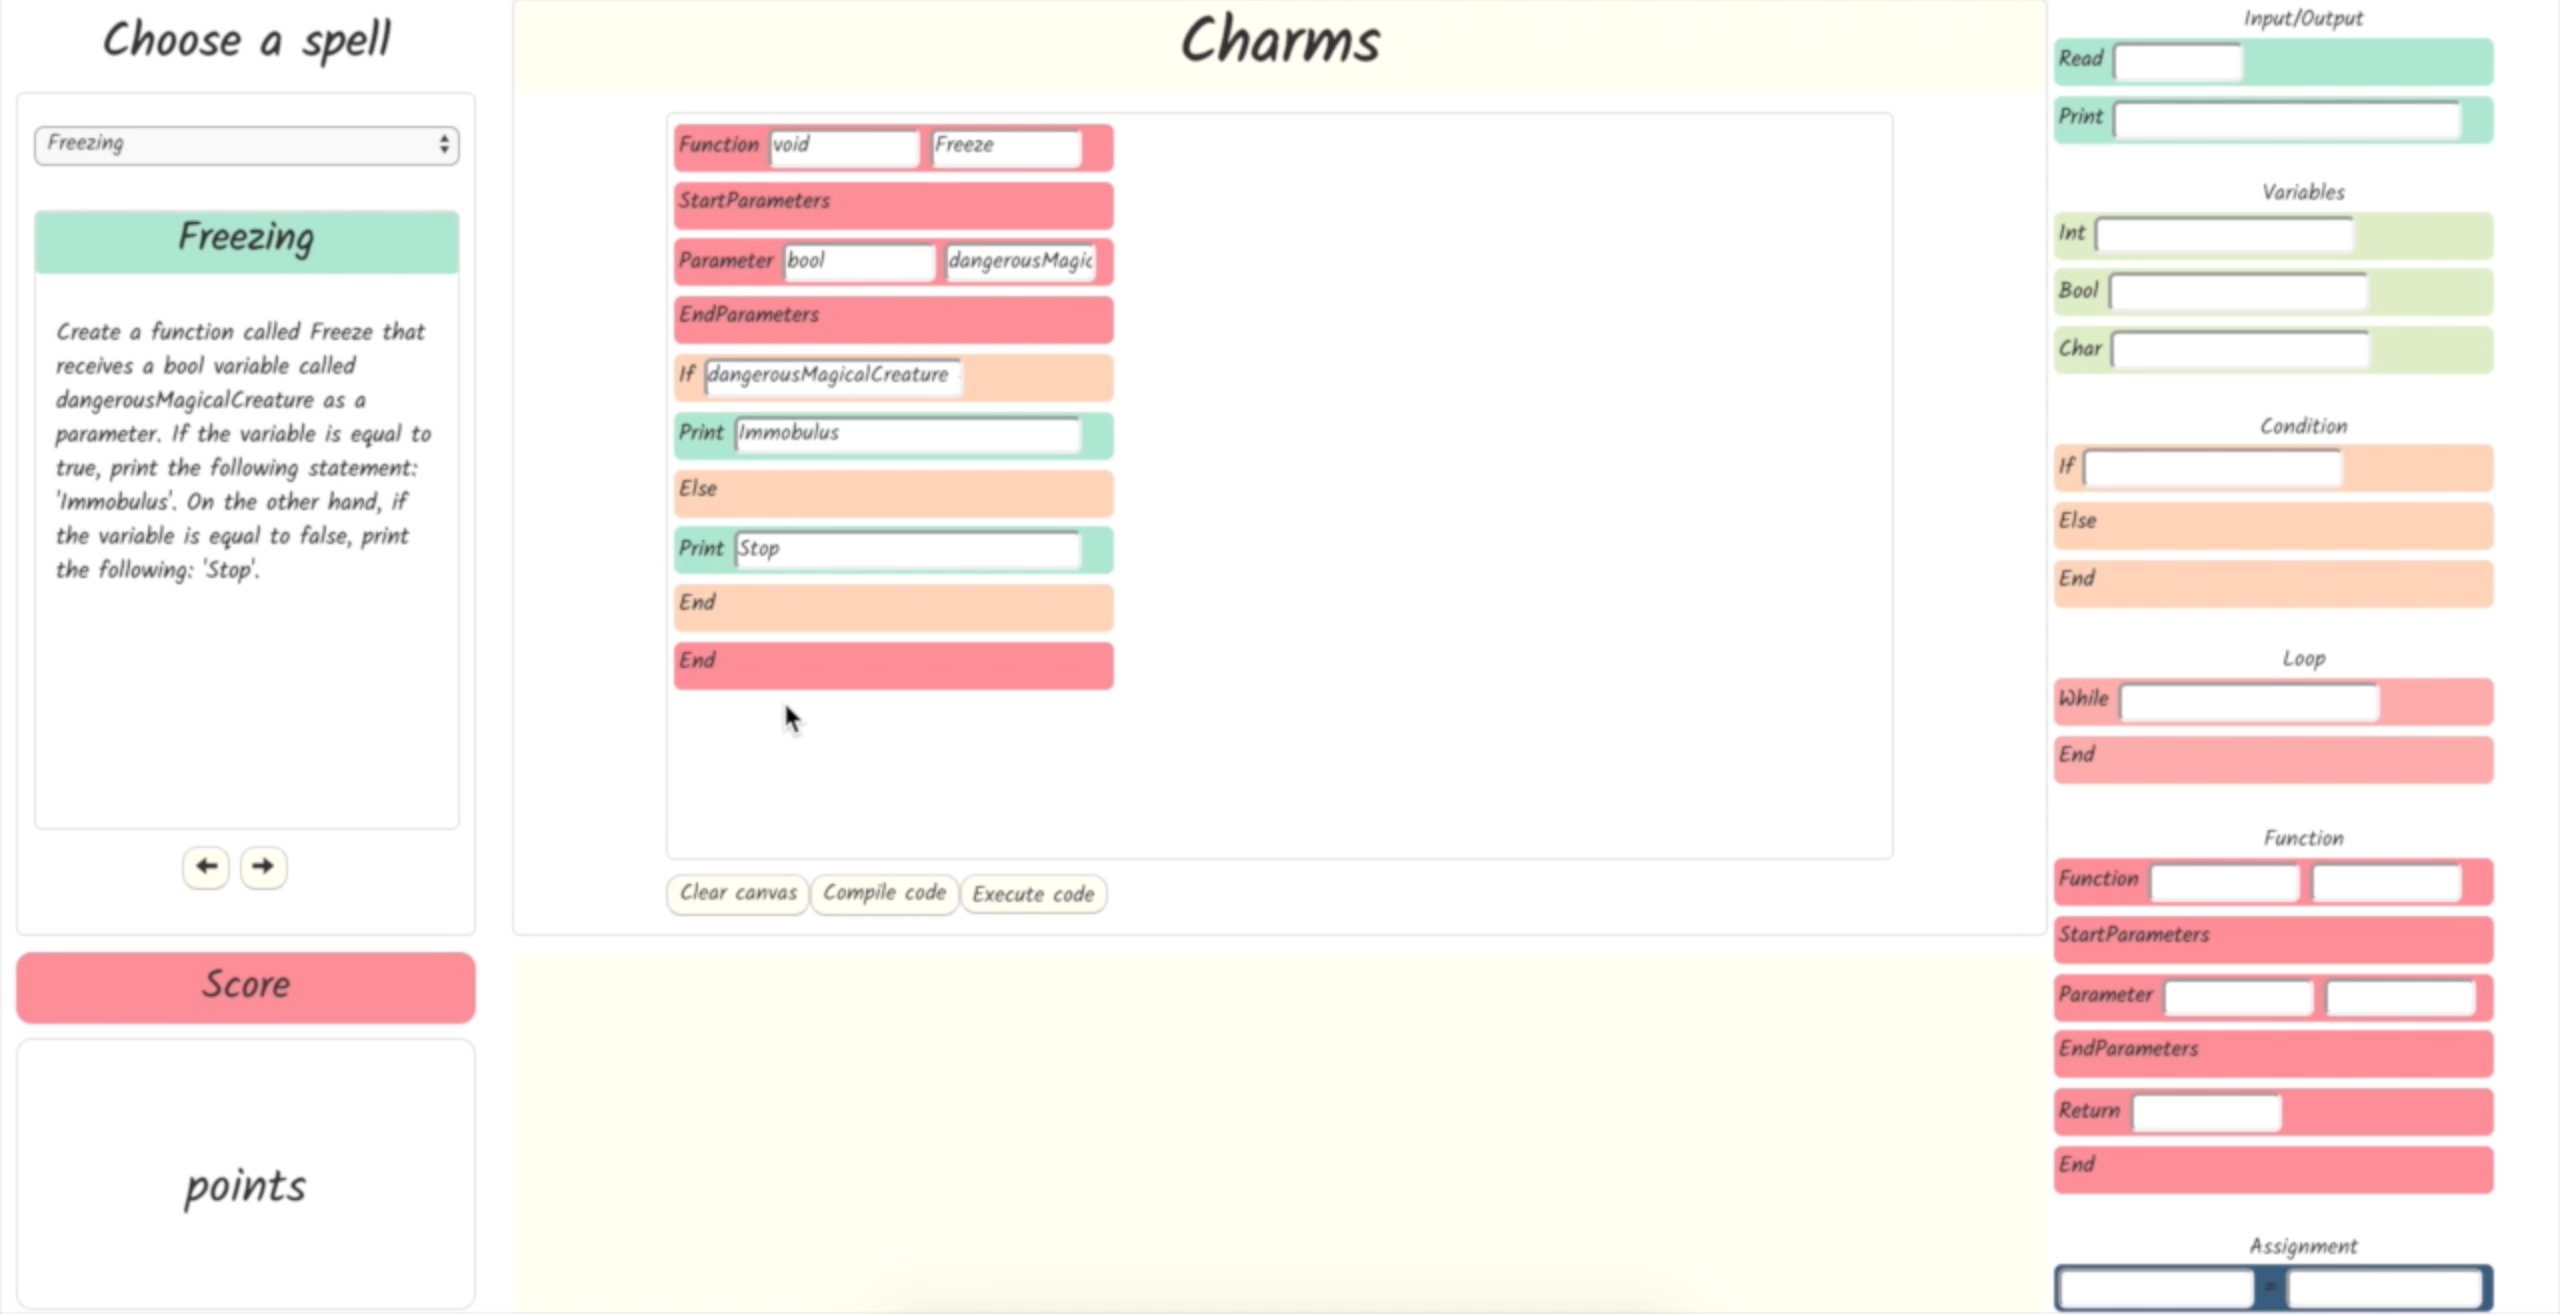 Choose a spell
Freezing
Freezing
Create a function called Freeze that
receives a bool variable called
dangerousMagicalCreature as a
parameter. If the variable is equal to
true, print the following statement:
'Immobulus'. On the other hand, if
the variable is equal to false, print
the following: 'Stop'.
Score
points
Charms
Function void Freeze
StartParameters
Parameter bool dangerousMagic
EndParameters
If dangerousMagicalCreature
Print Immobulus
Else
Print Stop
End
End
Clear canvas Compile code Execute code
Input/Output
Read
Print
Variables
Int
Bool
Char
Condition
If
Else
End
Loop
While
End
Function
Function
StartParameters
Parameter
EndParameters
Return
End
Assignment
=